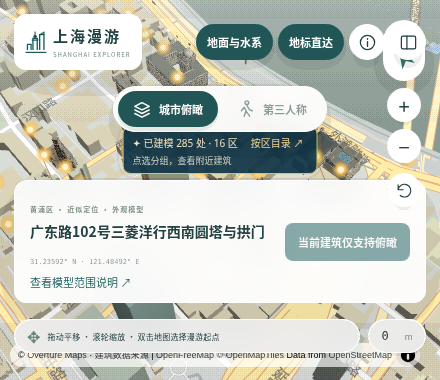 上海漫游
SHANGHAI EXPLORER
地面与水系
地标直达
城市俯瞰
第三人称
✦ 已建模 285 处 · 16 区 按区目录 ↗
点选分组，查看附近建筑
黄浦区 · 近似定位 · 外观模型
广东路102号三菱洋行西南圆塔与拱门
31.23592° N · 121.48492° E
当前建筑仅支持俯瞰
查看模型范围说明 ↗
拖动平移 · 滚轮缩放 · 双击地图选择漫游起点
0 m
© Overture Maps · 建筑数据来源 | OpenFreeMap © OpenMapTiles Data from OpenStreetMap